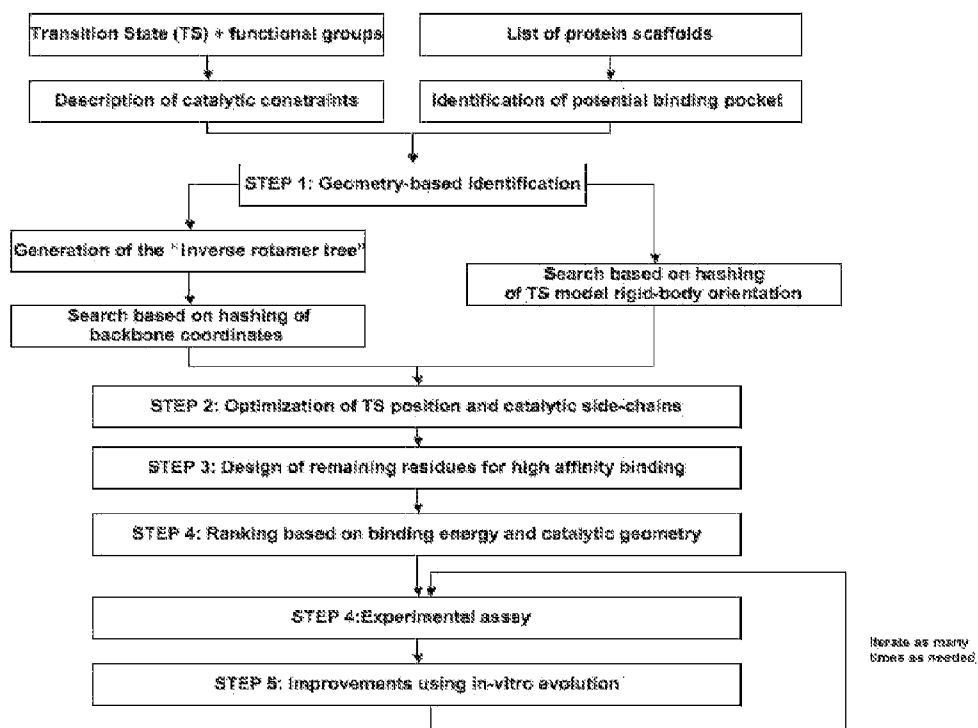 Transition State (TS) + functional groups
List of protein scaffolds
Description of catalytic constraints
Identification of potential binding pocket
STEP 1: Geometry-based identification
Generation of the "Inverse rotamer tree"
Search based on hashing
of TS model rigid-body orientation
Search based on hashing of
backbone coordinates
STEP 2: Optimization of TS position and catalytic side-chains
STEP 3: Design of remaining residues for high affinity binding
STEP 4: Ranking based on binding energy and catalytic geometry
STEP 4:Experimental assay
Iterate as many
times as needed
STEP 5: Improvements using in-vitro evolution